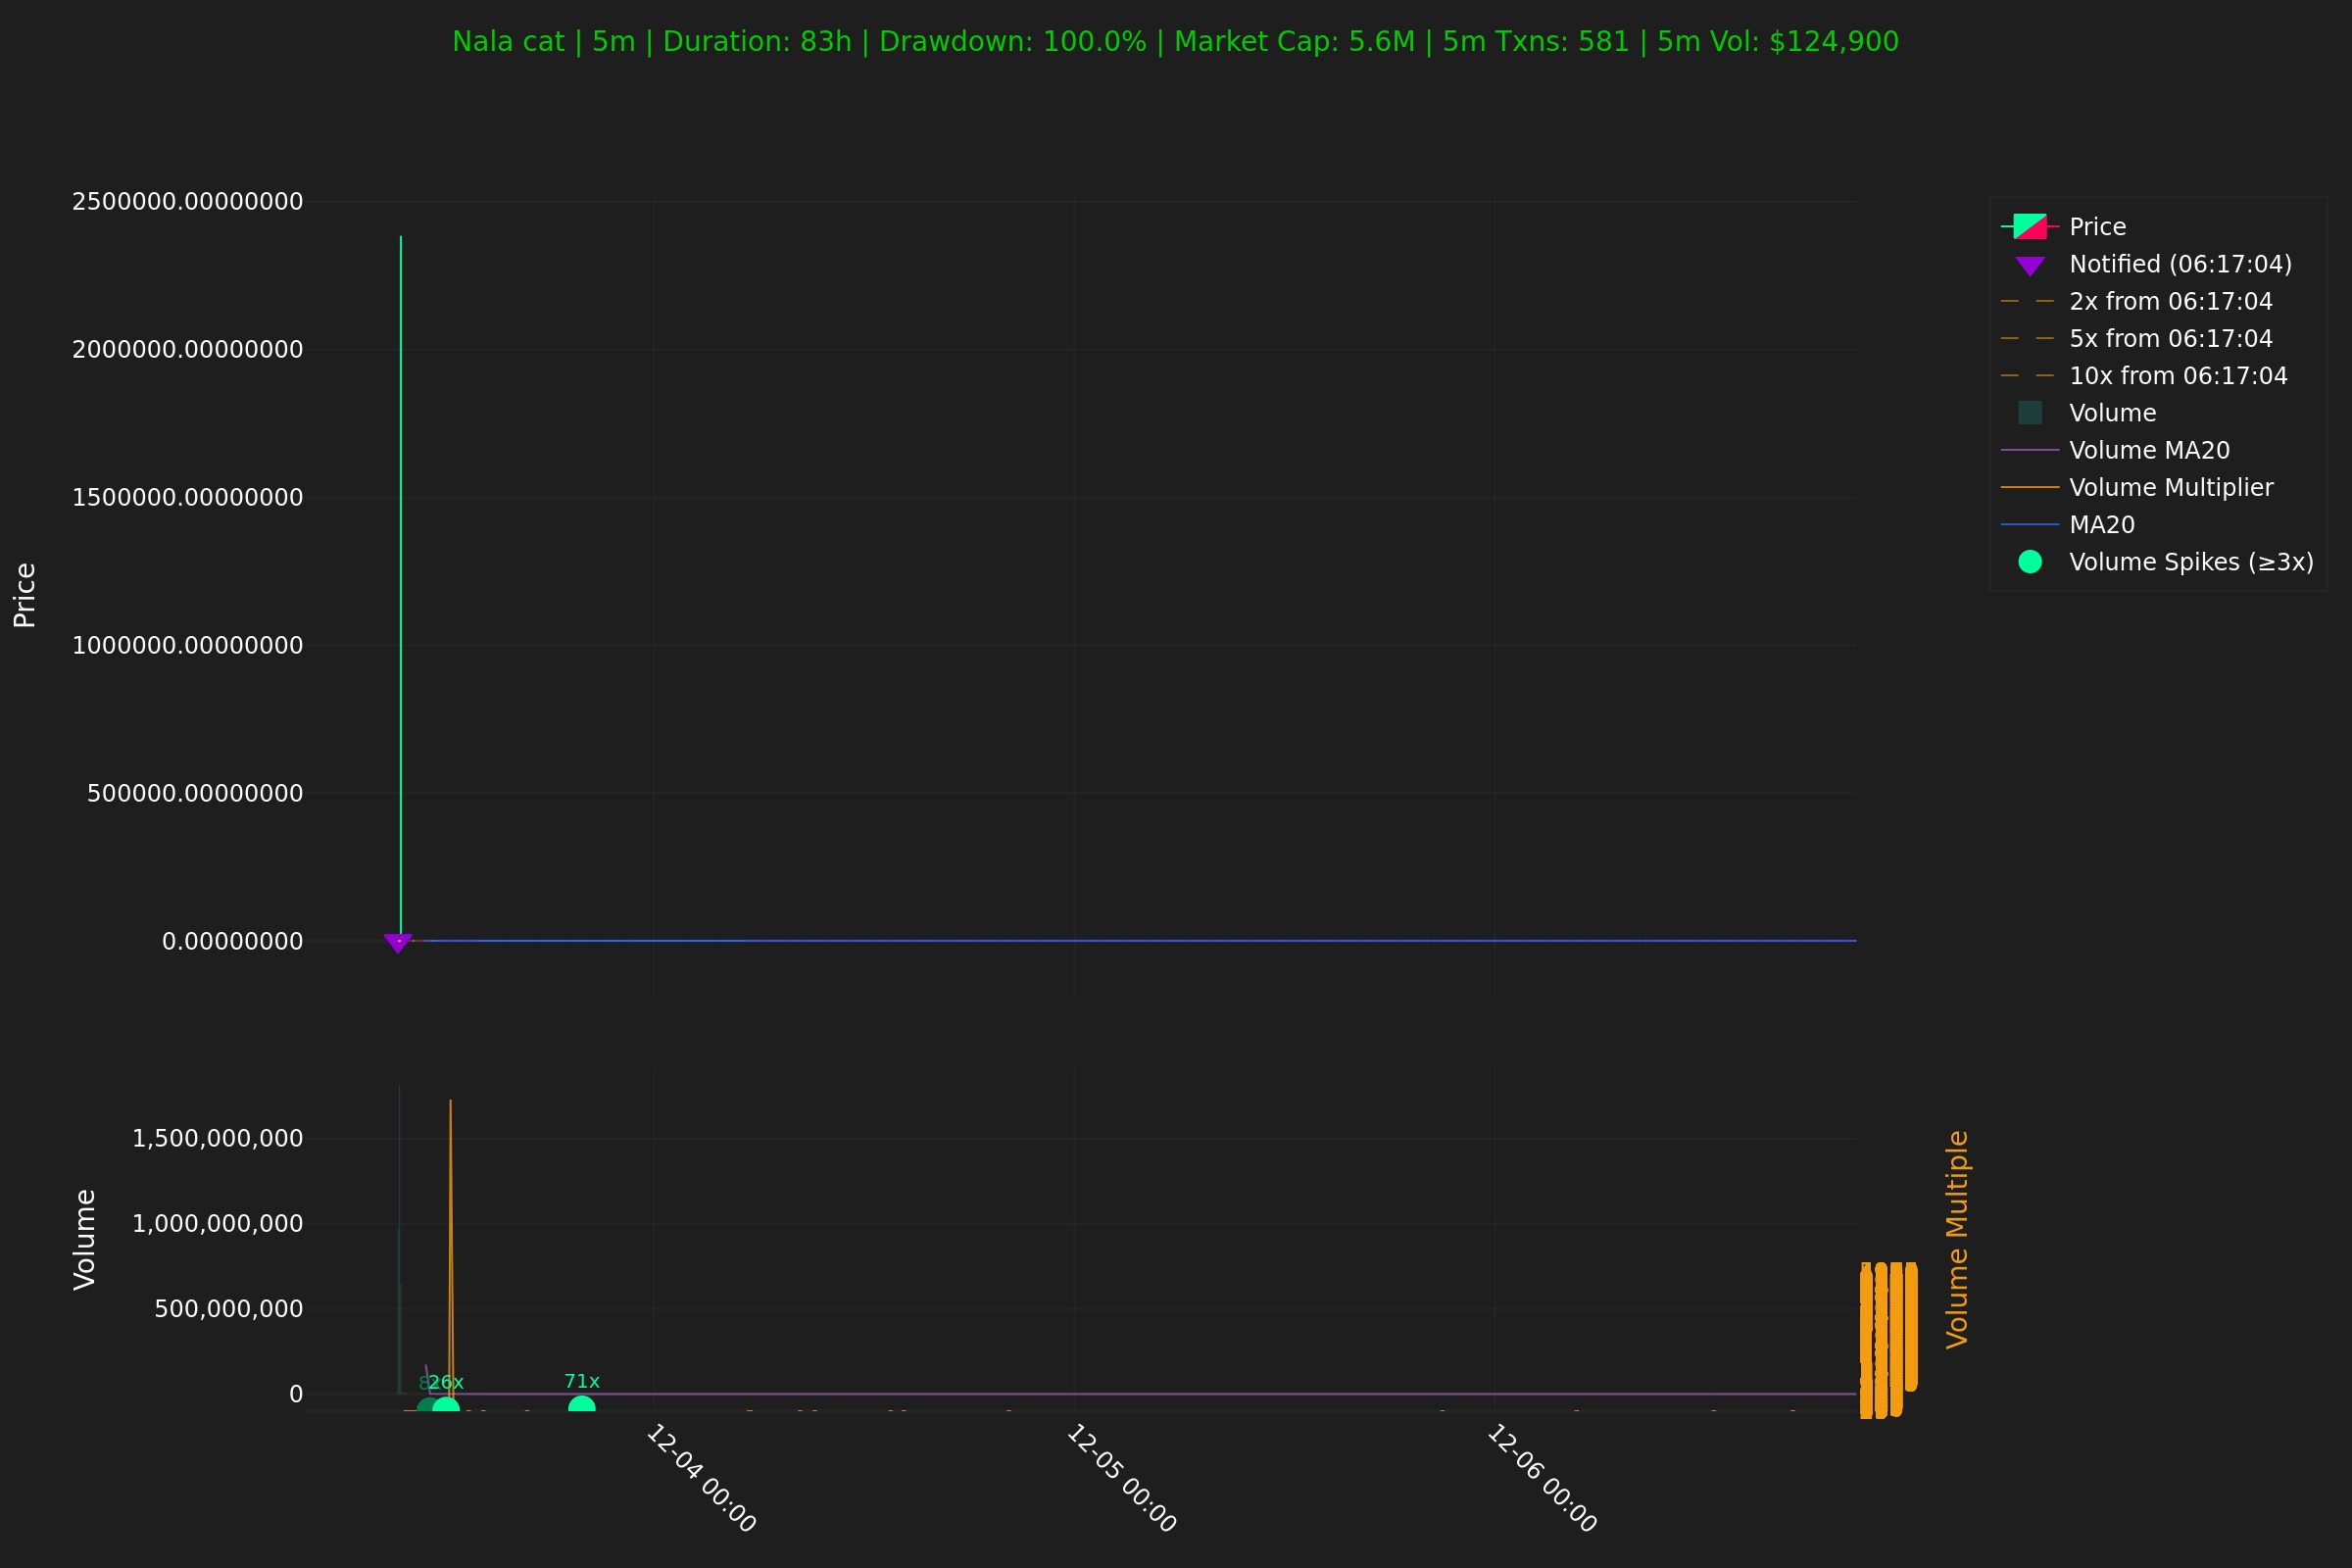 Nala cat | 5m | Duration: 83h | Drawdown: 100.0% | Market Cap: 5.6M | 5m Txns: 581 | 5m Vol: $124,900
Price
2500000.00000000
2000000.00000000
1500000.00000000
1000000.00000000
500000.00000000
0.00000000
Price
Notified (06:17:04)
2x from 06:17:04
5x from 06:17:04
10x from 06:17:04
Volume
Volume MA20
Volume Multiplier
MA20
Volume Spikes (≥3x)
Volume
1,500,000,000
1,000,000,000
500,000,000
0
26x
71x
Volume Multiple
12-04 00:00
12-05 00:00
12-06 00:00